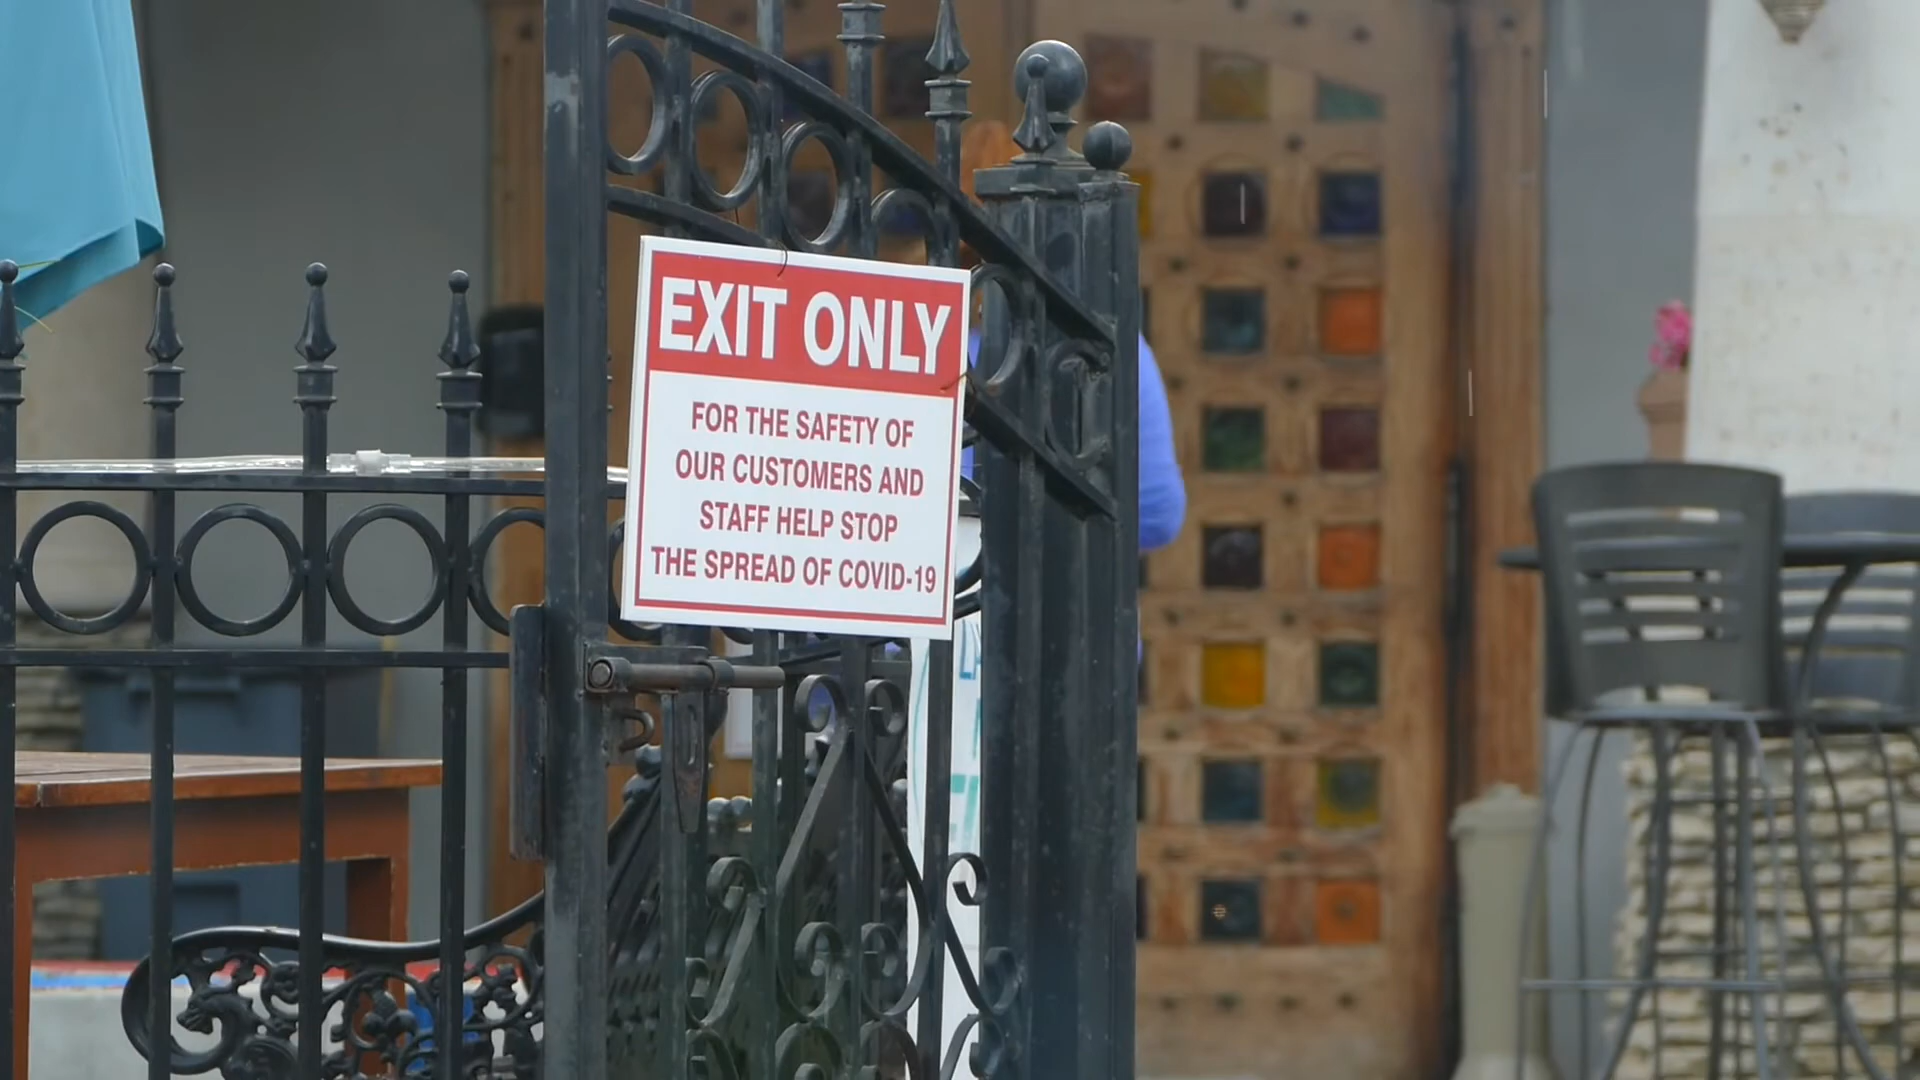 EXIT ONLY
FOR THE SAFETY OF
OUR CUSTOMERS AND
STAFF HELP STOP
THE SPREAD OF COVID-19